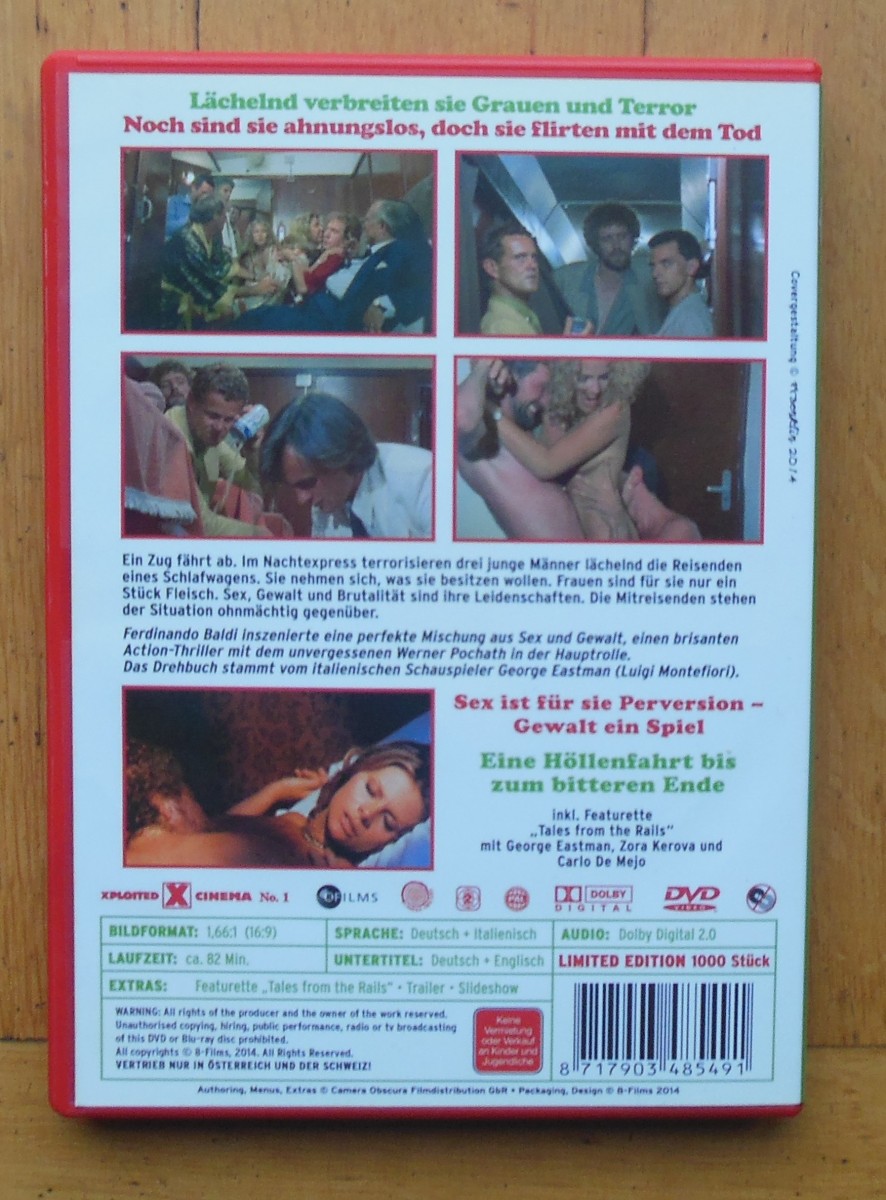 Lächelnd verbreiten sie Grauen und Terror
Noch sind sie ahnungslos, doch sie flirten mit dem Tod
Covergestaltung ©
2014
Ein Zug fährt ab. Im Nachtexpress terrorisieren drei junge Männer lächelnd die Reisenden
eines Schlafwagens. Sie nehmen sich, was sie besitzen wollen. Frauen sind für sie nur ein
Stück Fleisch. Sex, Gewalt und Brutalität sind ihre Leidenschaften. Die Mitreisenden stehen
der Situation ohnmächtig gegenüber.
Ferdinando Baldi inszenierte eine perfekte Mischung aus Sex und Gewalt, einen brisanten
Action-Thriller mit dem unvergessenen Werner Pochath in der Hauptrolle.
Das Drehbuch stammt vom italienischen Schauspieler George Eastman (Luigi Montefiori).
Sex ist für sie Perversion –
Gewalt ein Spiel
Eine Höllenfahrt bis
zum bitteren Ende
inkl. Featurette
„Tales from the Rails“
mit George Eastman, Zora Kerova und
Carlo De Mejo
XPLOITED X CINEMA No. 1
FILMS
2
PAL
DOLBY
DIGITAL
DVD
VIDEO
BILDFORMAT: 1,66:1 (16:9)
SPRACHE: Deutsch + Italienisch
AUDIO: Dolby Digital 2.0
LAUFZEIT: ca. 82 Min.
UNTERTITEL: Deutsch + Englisch
LIMITED EDITION 1000 Stück
EXTRAS: Featurette „Tales from the Rails“ • Trailer • Slideshow
WARNING: All rights of the producer and the owner of the work reserved.
Unauthorised copying, hiring, public performance, radio or tv broadcasting
of this DVD or Blu-ray disc prohibited.
All copyrights © 8-Films, 2014. All Rights Reserved.
VERTRIEB NUR IN ÖSTERREICH UND DER SCHWEIZ!
Keine
Vermietung
oder Verkauf
an Kinder und
Jugendliche
8 717903 485491
Authoring, Menus, Extras © Camera Obscura Filmdistribution GbR • Packaging, Design © 8-Films 2014